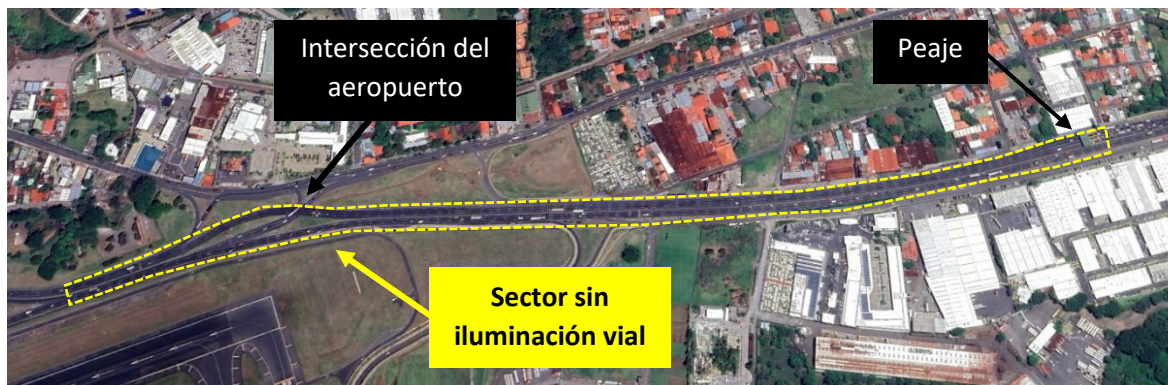 Intersección del
aeropuerto
Peaje
Sector sin
iluminación vial